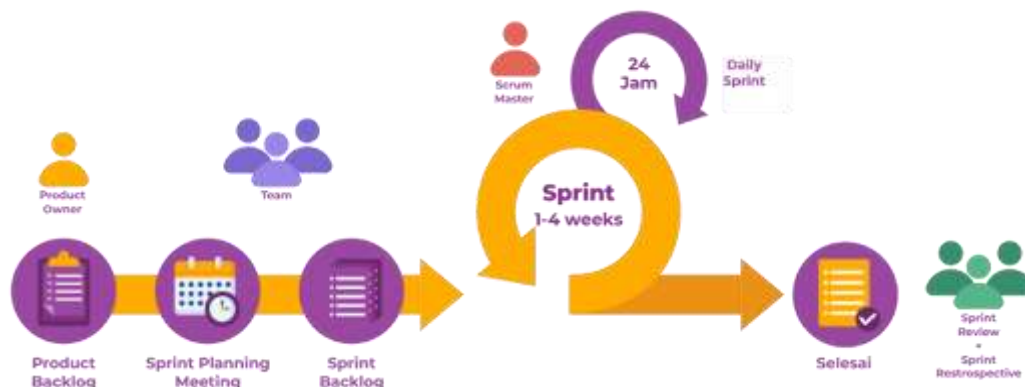 Product
Owner
Team
Scrum
Master
24
Jam
Daily
Sprint
Sprint
1-4 weeks
Product
Backlog
Sprint Planning
Meeting
Sprint
Backlog
Selesai
Sprint
Review
+
Sprint
Restrospective